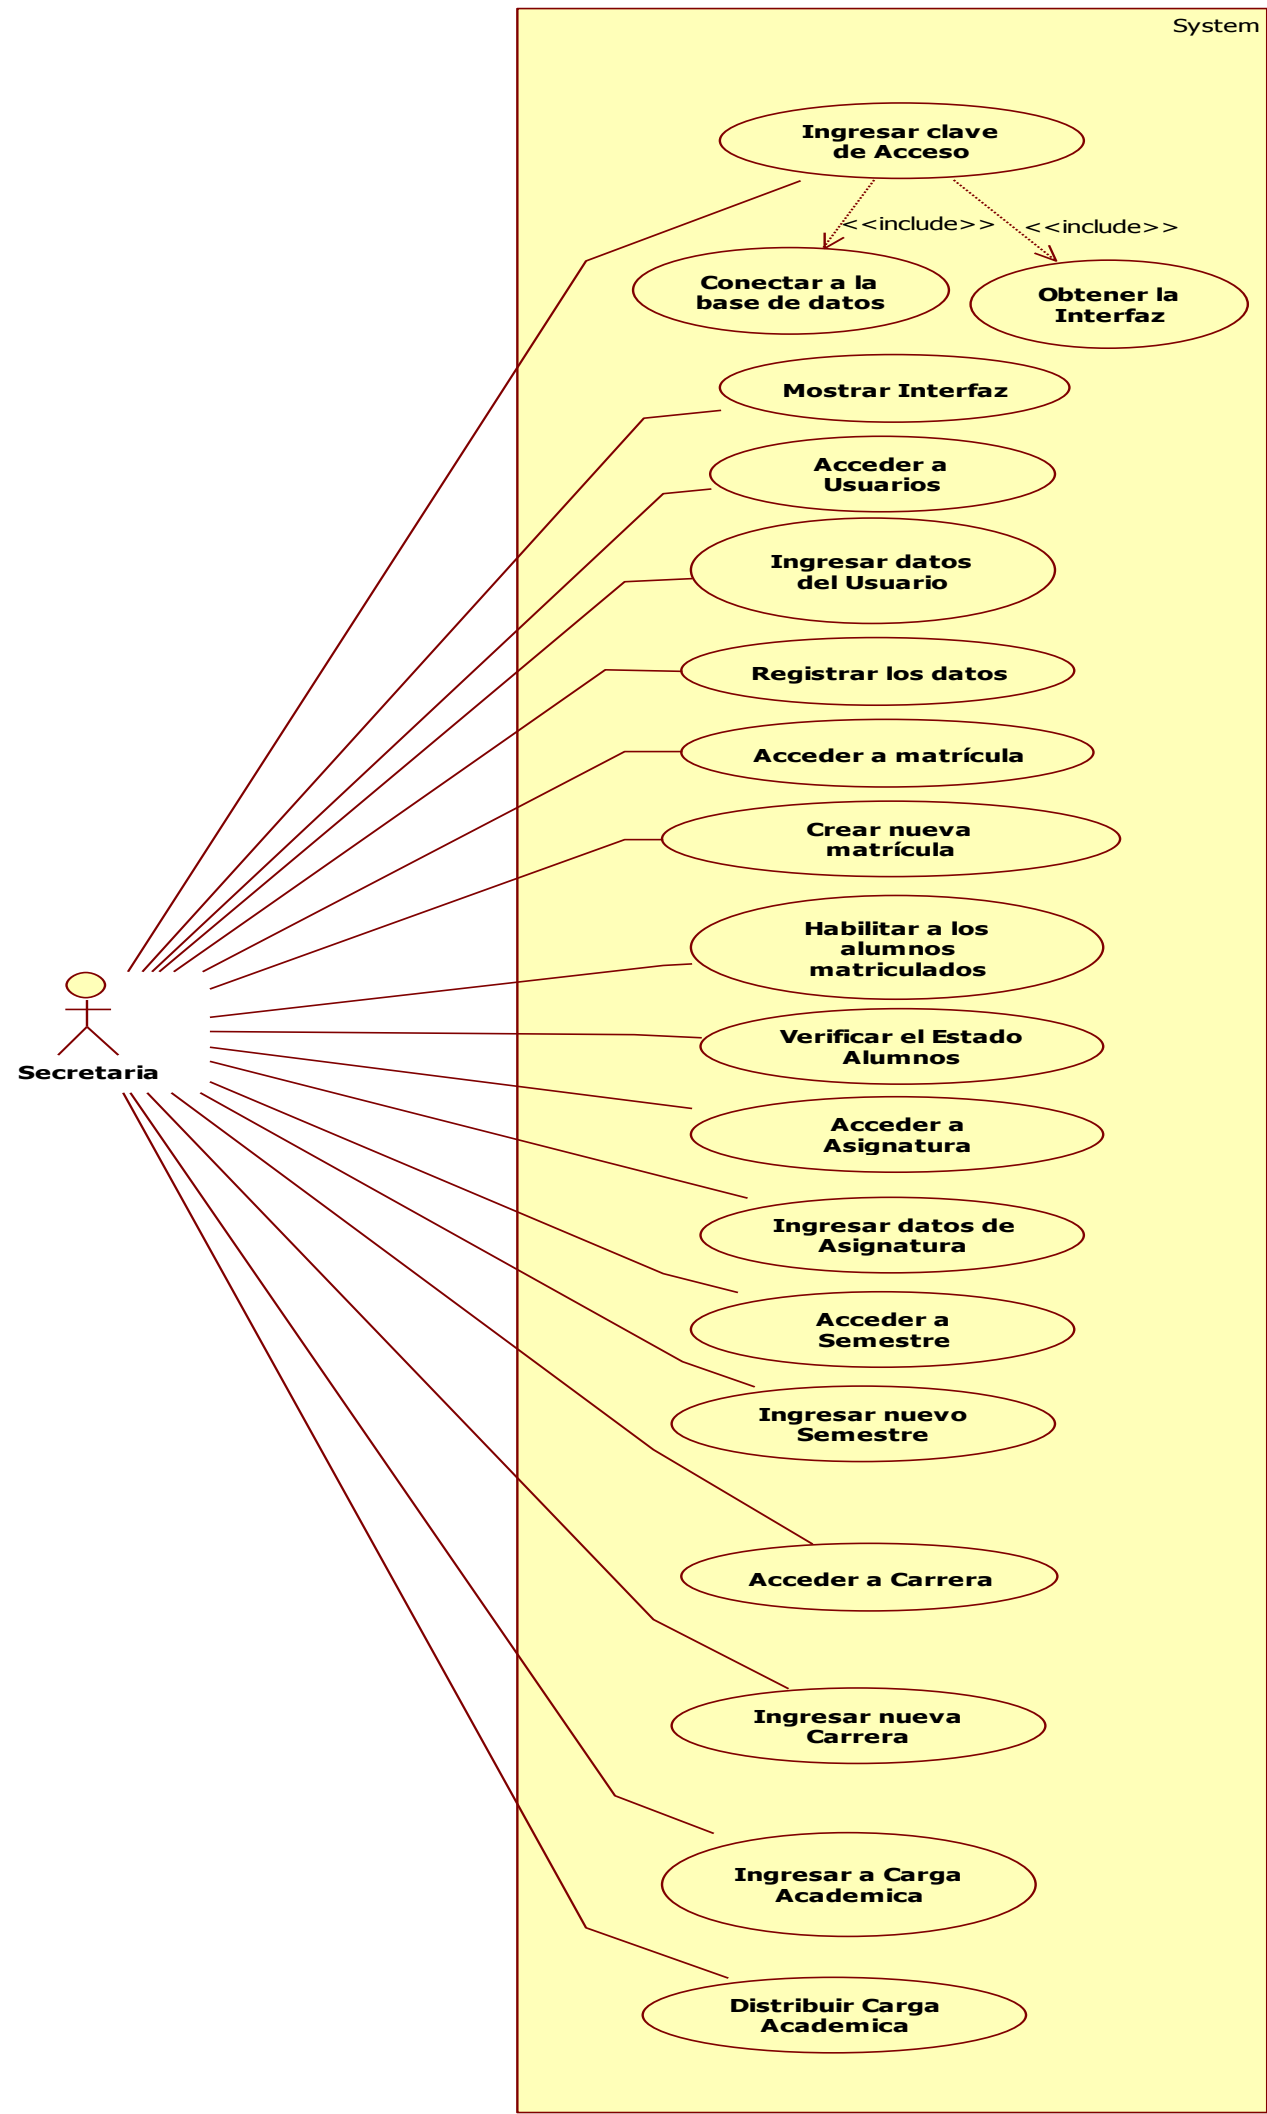 System
Ingresar clave
de Acceso
<<include>>
<<include>>
Conectar a la
base de datos
Obtener la
Interfaz
Mostrar Interfaz
Acceder a
Usuarios
Ingresar datos
del Usuario
Registrar los datos
Acceder a matrícula
Crear nueva
matrícula
Habilitar a los
alumnos
matriculados
Secretaria
Verificar el Estado
Alumnos
Acceder a
Asignatura
Ingresar datos de
Asignatura
Acceder a
Semestre
Ingresar nuevo
Semestre
Acceder a Carrera
Ingresar nueva
Carrera
Ingresar a Carga
Academica
Distribuir Carga
Academica